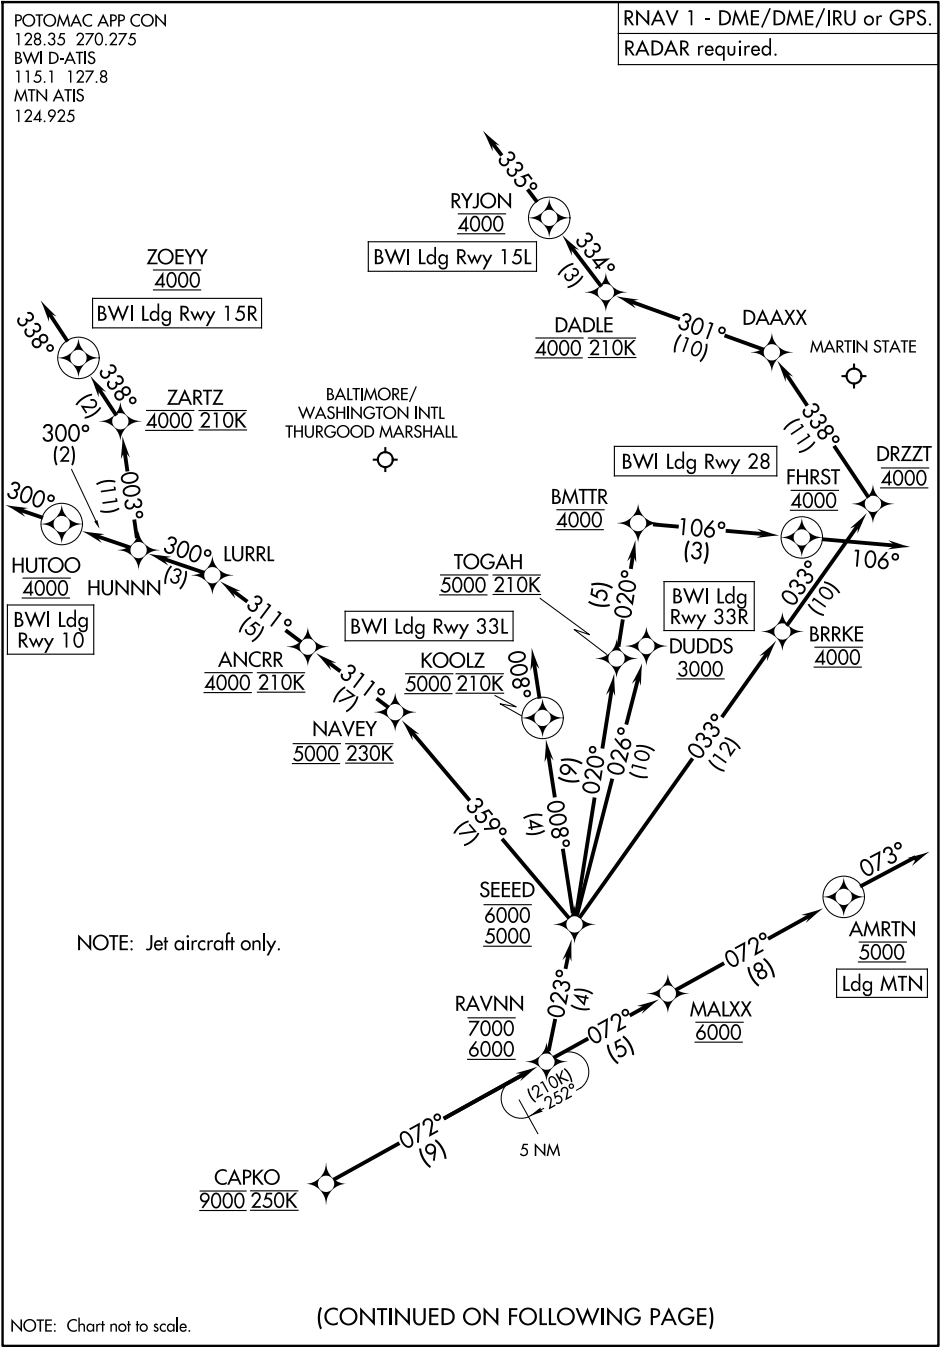 POTOMAC APP CON
128.35 270.275
BWI D-ATIS
115.1 127.8
MTN ATIS
124.925
RNAV 1 - DME/DME/IRU or GPS.
RADAR required.
335°
RYJON
4000
BWI Ldg Rwy 15L
334°
(3)
DADLE
4000 210K
301°
(10)
DAAXX
MARTIN STATE
ZOEYY
4000
BWI Ldg Rwy 15R
338°
338°
(2)
ZARTZ
4000 210K
BALTIMORE/
WASHINGTON INTL
THURGOOD MARSHALL
300°
(2)
003°
(11)
338°
(11)
BWI Ldg Rwy 28
DRZZT
4000
FHRST
4000
BMTTR
4000
106°
(3)
106°
300°
HUTOO
4000
BWI Ldg
Rwy 10
HUNNN
300°
(3)
LURRL
311°
(5)
ANCRR
4000 210K
311°
(7)
NAVEY
5000 230K
BWI Ldg Rwy 33L
KOOLZ
5000 210K
008°
TOGAH
5000 210K
020°
(5)
BWI Ldg
Rwy 33R
DUDDS
3000
033°
(10)
BRRKE
4000
359°
(7)
008°
(4)
020°
(9)
026°
(10)
033°
(12)
SEEED
6000
5000
073°
AMRTN
5000
Ldg MTN
072°
(8)
NOTE: Jet aircraft only.
023°
(4)
RAVNN
7000
6000
072°
(5)
MALXX
6000
(210K)
252°
5 NM
072°
(9)
CAPKO
9000 250K
(CONTINUED ON FOLLOWING PAGE)
NOTE: Chart not to scale.